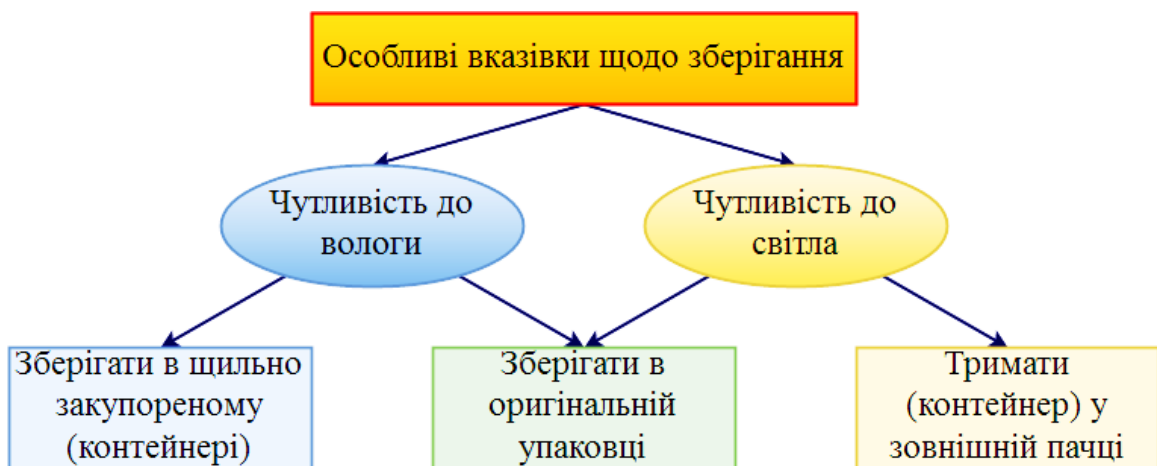 Особливі вказівки щодо зберігання
Чутливість до
вологи
Чутливість до
світла
Зберігати в щильно
закупореному
(контейнері)
Зберігати в
оригінальній
упаковці
Тримати
(контейнер) у
зовнішній пачці